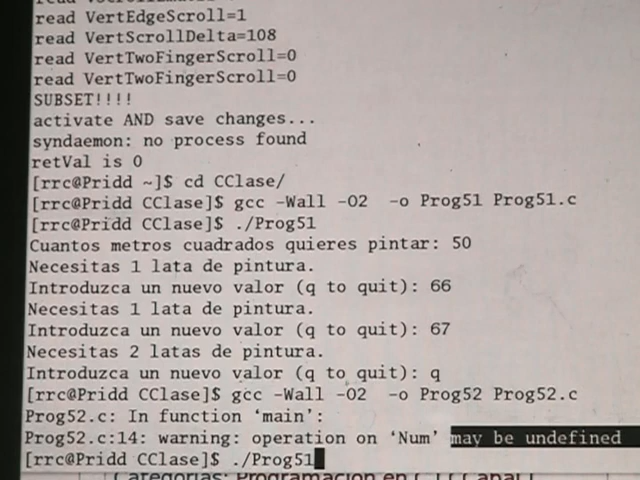 read VertEdgeScroll=1
read VertScrollDelta=108
read VertTwoFingerScroll=0
read VertTwoFingerScroll=0
SUBSET!!!!
activate AND save changes...
syndaemon: no process found
retVal is 0
[rrc@Pridd ~]$ cd CClase/
[rrc@Pridd CClase]$ gcc -Wall -O2  -o Prog51 Prog51.c
[rrc@Pridd CClase]$ ./Prog51
Cuantos metros cuadrados quieres pintar: 50
Necesitas 1 lata de pintura.
Introduzca un nuevo valor (q to quit): 66
Necesitas 1 lata de pintura.
Introduzca un nuevo valor (q to quit): 67
Necesitas 2 latas de pintura.
Introduzca un nuevo valor (q to quit): q
[rrc@Pridd CClase]$ gcc -Wall -O2  -o Prog52 Prog52.c
Prog52.c: In function ‘main’:
Prog52.c:14: warning: operation on ‘Num’ may be undefined
[rrc@Pridd CClase]$ ./Prog51
Categorías: Programación en C